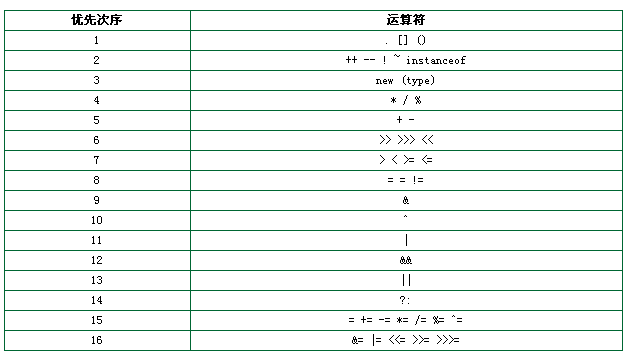 优先次序 运算符
1 . [] ()
2 ++ -- ! ~ instanceof
3 new (type)
4 * / %
5 + -
6 >> >>> <<
7 > < >= <=
8 = = !=
9 &
10 ^
11 |
12 &&
13 ||
14 ?:
15 = += -= *= /= %= ^=
16 &= |= <<= >>= >>>=